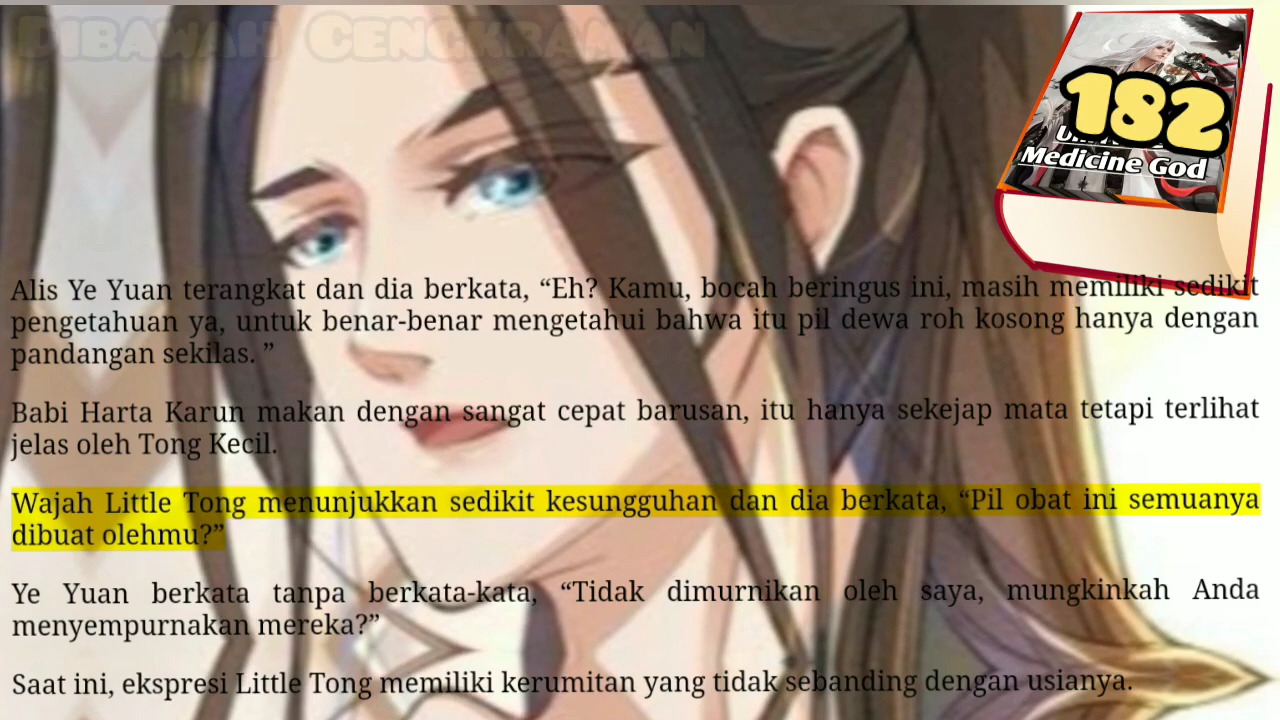 DIBAWAH CENGKRAMAN
182
Medicine God
Alis Ye Yuan terangkat dan dia berkata, “Eh? Kamu, bocah beringus ini, masih memiliki sedikit
pengetahuan ya, untuk benar-benar mengetahui bahwa itu pil dewa roh kosong hanya dengan
pandangan sekilas. ”
Babi Harta Karun makan dengan sangat cepat barusan, itu hanya sekejap mata tetapi terlihat
jelas oleh Tong Kecil.
Wajah Little Tong menunjukkan sedikit kesungguhan dan dia berkata, “Pil obat ini semuanya
dibuat olehmu?”
Ye Yuan berkata tanpa berkata-kata, “Tidak dimurnikan oleh saya, mungkinkah Anda
menyempurnakan mereka?”
Saat ini, ekspresi Little Tong memiliki kerumitan yang tidak sebanding dengan usianya.